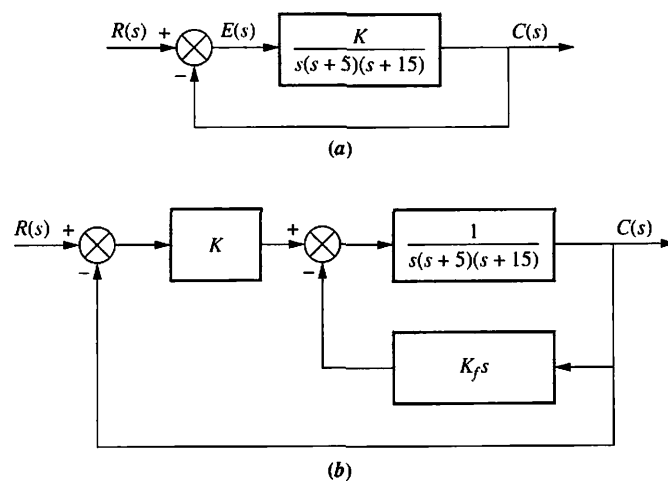 R(s) + E(s) K C(s)
s(s + 5)(s + 15)
−
(a)
R(s) + K + 1 C(s)
s(s + 5)(s + 15)
− −
K_f s
(b)